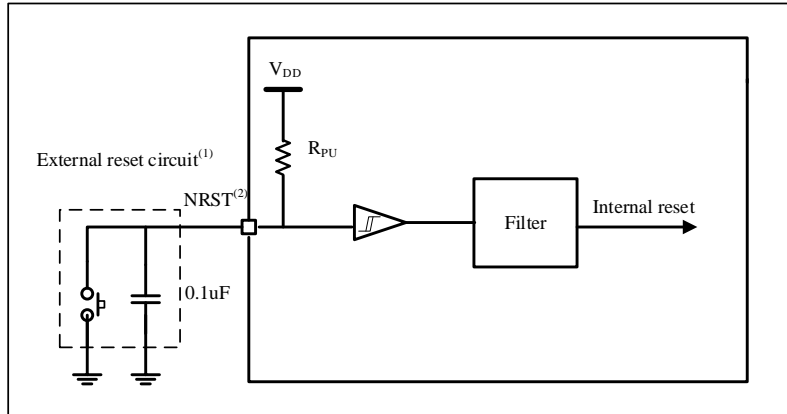 V_DD
R_PU
External reset circuit(1)
NRST(2)
Filter
Internal reset
0.1uF